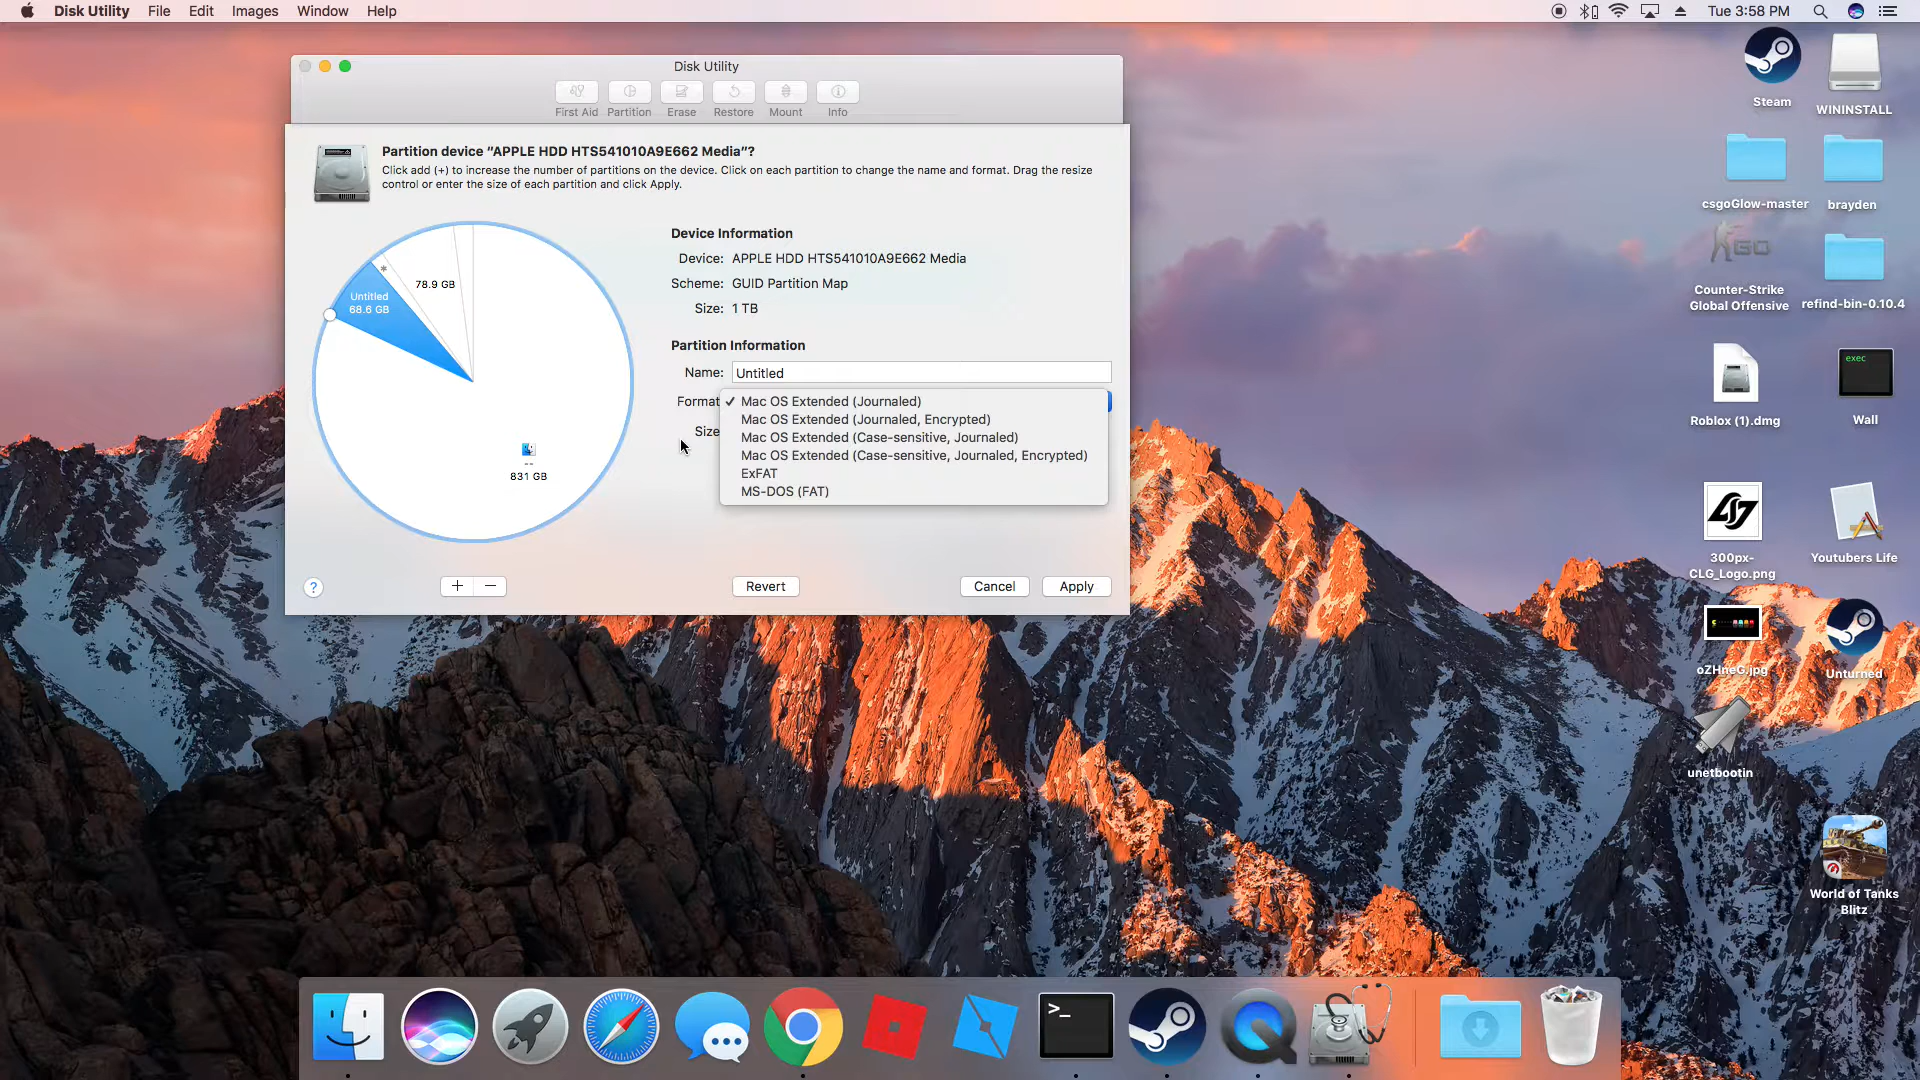 Disk Utility File Edit Images Window Help Tue 3:58 PM
Disk Utility
First Aid Partition Erase Restore Mount Info
Partition device “APPLE HDD HTS541010A9E662 Media”?
Click add (+) to increase the number of partitions on the device. Click on each partition to change the name and format. Drag the resize
control or enter the size of each partition and click Apply.
Untitled
68.6 GB
*
78.9 GB
--
831 GB
Device Information
Device: APPLE HDD HTS541010A9E662 Media
Scheme: GUID Partition Map
Size: 1 TB
Partition Information
Name: Untitled
Format
✓ Mac OS Extended (Journaled)
Mac OS Extended (Journaled, Encrypted)
Size
Mac OS Extended (Case-sensitive, Journaled)
Mac OS Extended (Case-sensitive, Journaled, Encrypted)
ExFAT
MS-DOS (FAT)
?
+ −
Revert
Cancel
Apply
Steam
WININSTALL
csgoGlow-master
brayden
GO
Counter-Strike
Global Offensive
refind-bin-0.10.4
Roblox (1).dmg
exec
Wall
300px-
CLG_Logo.png
Youtubers Life
oZHneG.jpg
Unturned
unetbootin
World of Tanks
Blitz
>_